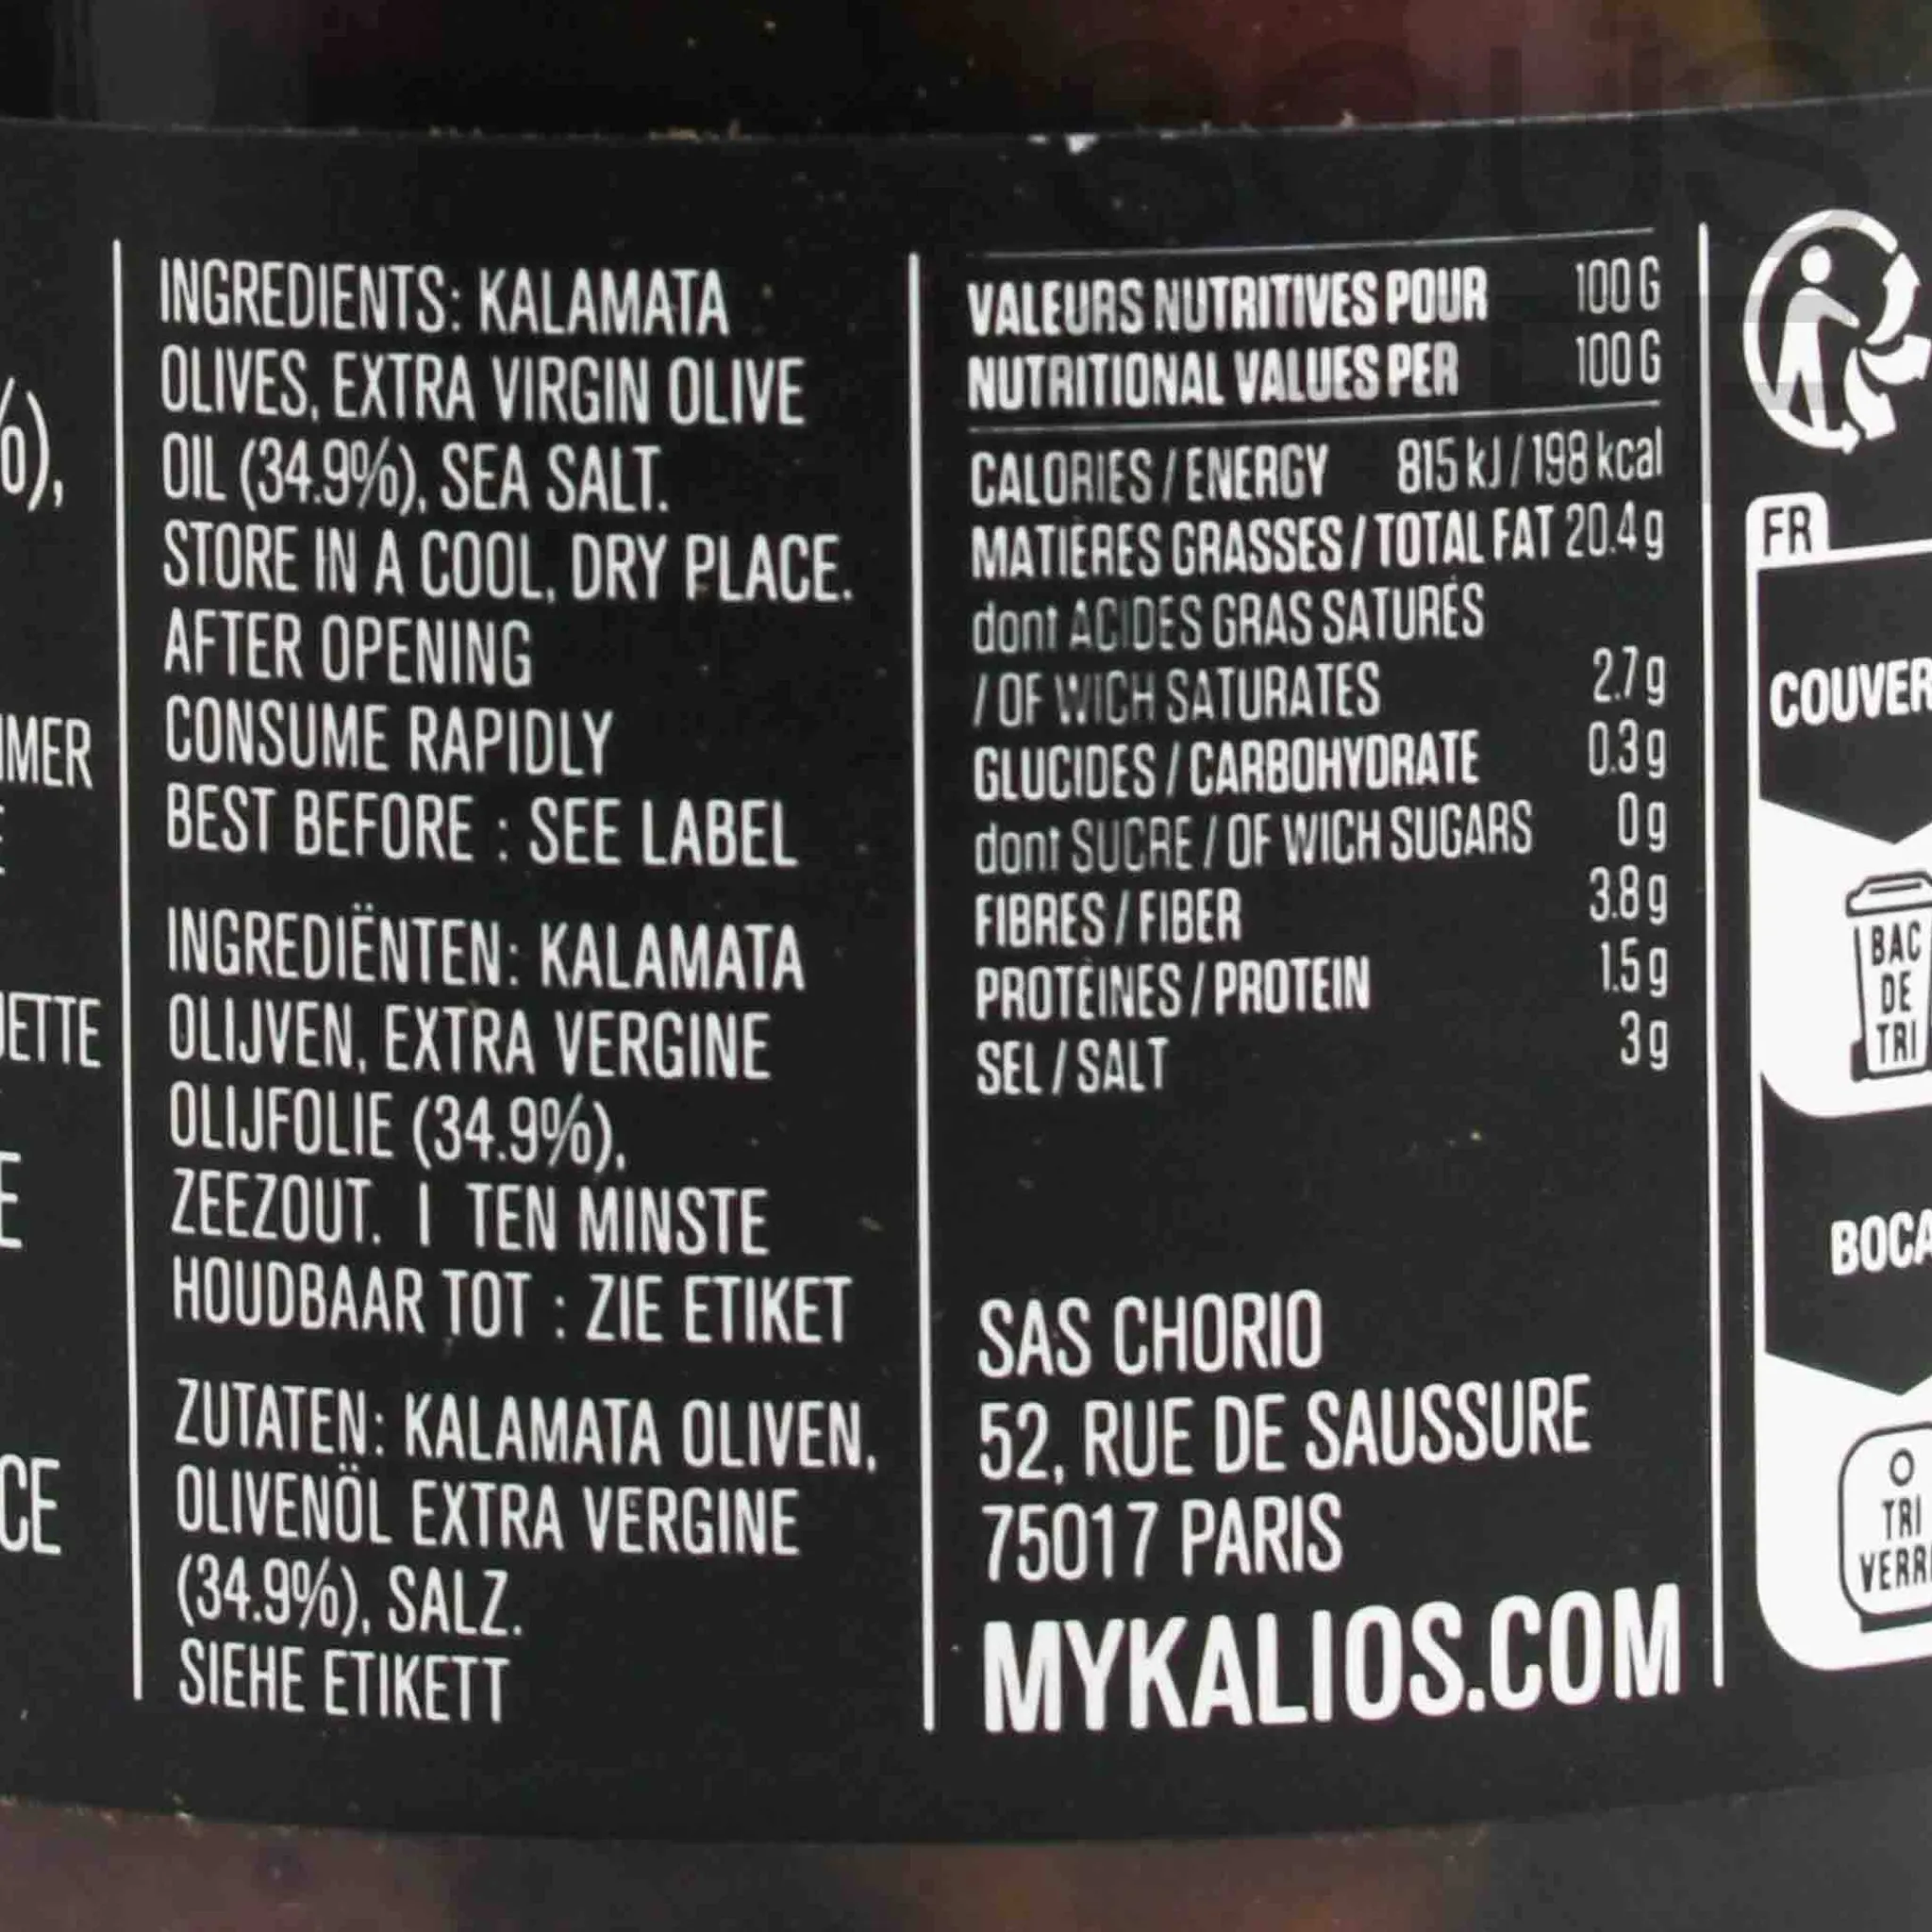 %),
MER
UETTE
E
CE
INGREDIENTS: KALAMATA
OLIVES, EXTRA VIRGIN OLIVE
OIL (34.9%), SEA SALT.
STORE IN A COOL, DRY PLACE.
AFTER OPENING
CONSUME RAPIDLY
BEST BEFORE : SEE LABEL
INGREDIËNTEN: KALAMATA
OLIJVEN, EXTRA VERGINE
OLIJFOLIE (34.9%),
ZEEZOUT. I TEN MINSTE
HOUDBAAR TOT : ZIE ETIKET
ZUTATEN: KALAMATA OLIVEN,
OLIVENÖL EXTRA VERGINE
(34.9%), SALZ.
SIEHE ETIKETT
VALEURS NUTRITIVES POUR 100 G
NUTRITIONAL VALUES PER 100 G
CALORIES / ENERGY 815 kJ / 198 kcal
MATIÈRES GRASSES / TOTAL FAT 20.4 g
dont ACIDES GRAS SATURÉS
/ OF WICH SATURATES 2.7 g
GLUCIDES / CARBOHYDRATE 0.3 g
dont SUCRE / OF WICH SUGARS 0 g
FIBRES / FIBER 3.8 g
PROTÉINES / PROTEIN 1.5 g
SEL / SALT 3 g
SAS CHORIO
52, RUE DE SAUSSURE
75017 PARIS
MYKALIOS.COM
FR
COUVER
BAC
DE
TRI
BOCA
TRI
VERR